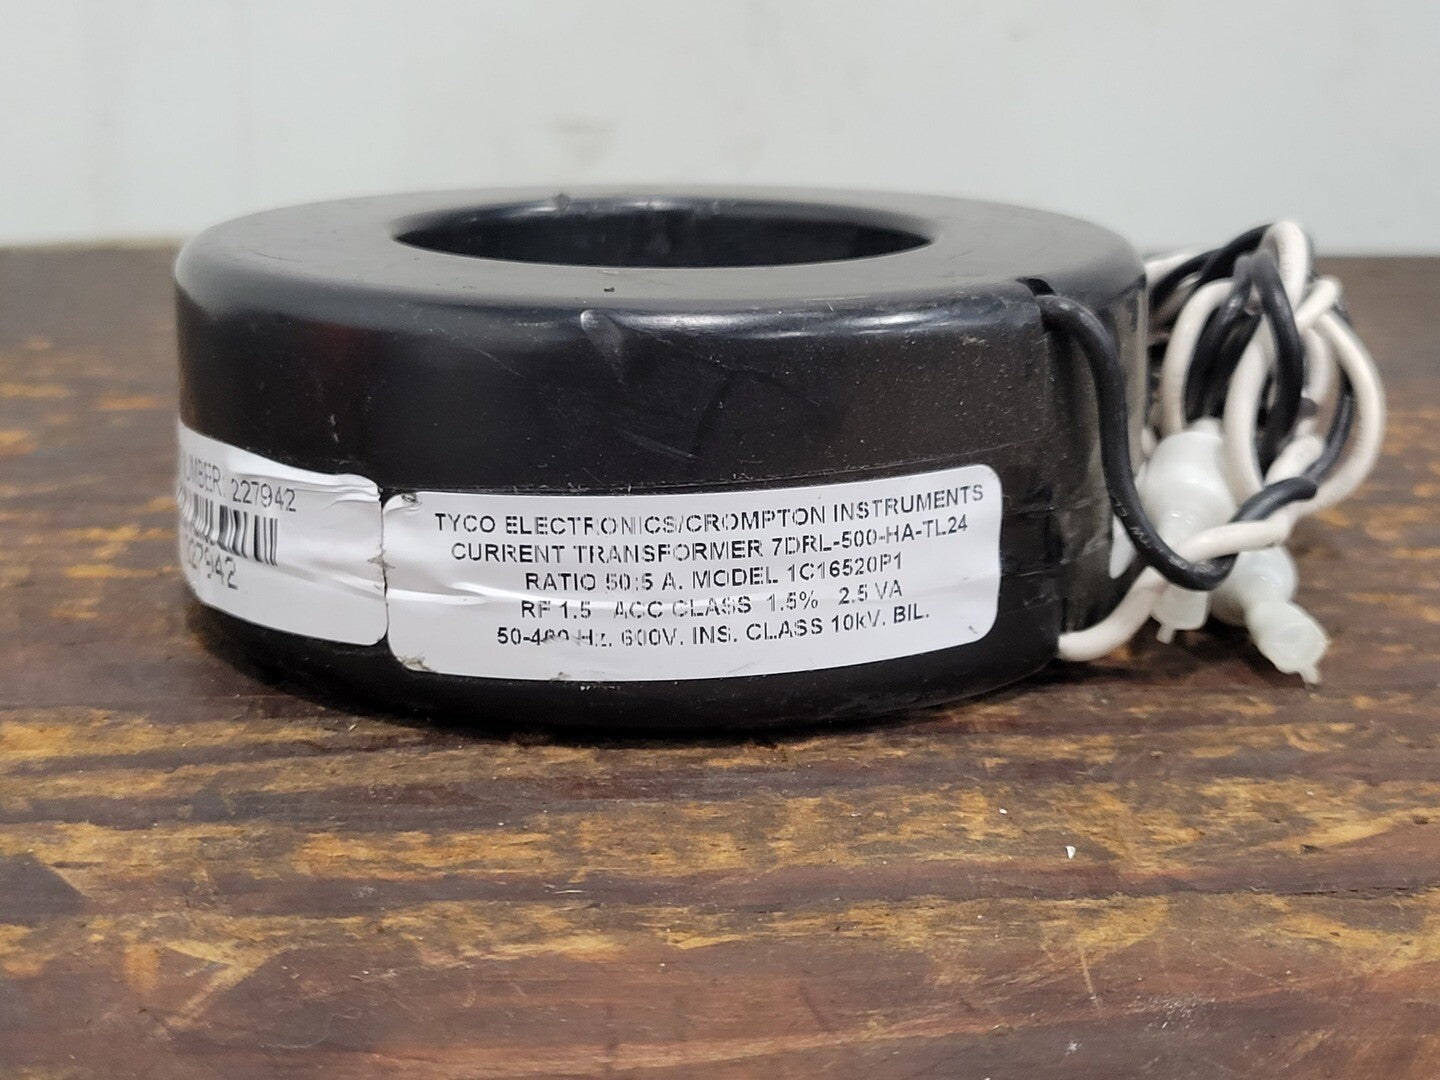 227942
227942
TYCO ELECTRONICS/CROMPTON INSTRUMENTS
CURRENT TRANSFORMER 7DRL-500-HA-TL24
RATIO 50:5 A. MODEL 1C16520P1
RF 1.5 ACC CLASS 1.5% 2.5 VA
Hz. 600V. INS. CLASS 10kV. BIL.